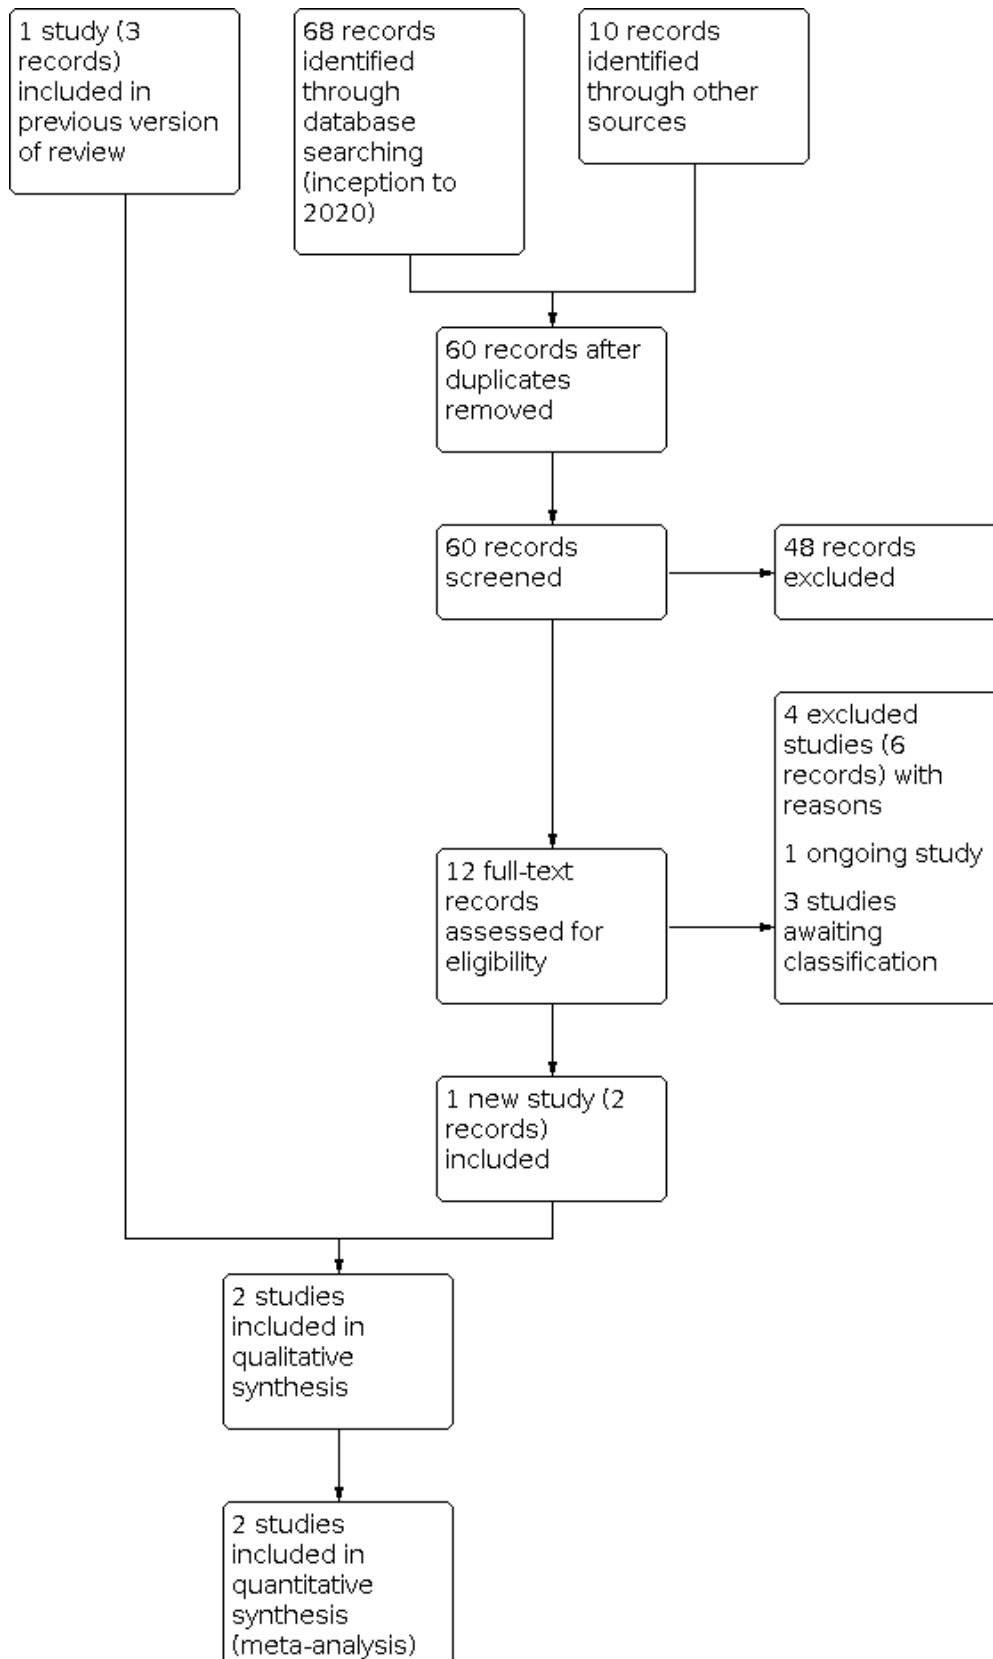 1 study (3
records)
included in
previous version
of review
68 records
identified
through
database
searching
(inception to
2020)
10 records
identified
through other
sources
60 records after
duplicates
removed
60 records
screened
48 records
excluded
4 excluded
studies (6
records) with
reasons
1 ongoing study
3 studies
awaiting
classification
12 full-text
records
assessed for
eligibility
1 new study (2
records)
included
2 studies
included in
qualitative
synthesis
2 studies
included in
quantitative
synthesis
(meta-analysis)